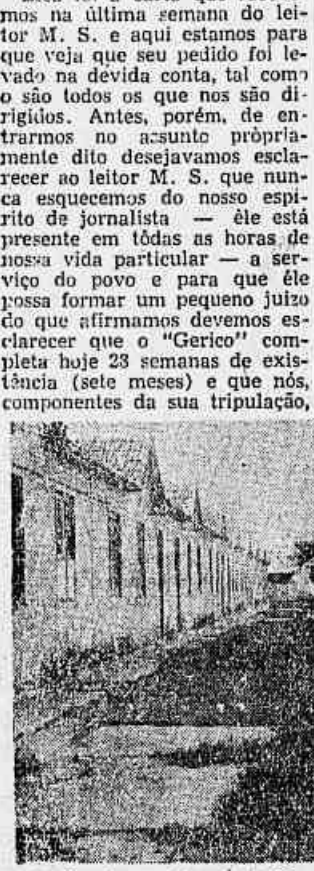 mos na última semana do lei-
tor M. S. e aqui estamos para
que veja que seu pedido foi le-
vado na devida conta, tal como
o são todos os que nos são di-
rigidos. Antes, porém, de en-
trarmos no assunto pròpria-
mente dito desejavamos escla-
recer ao leitor M. S. que nun-
ca esquecemos do nosso espí-
rito de jornalista — êle está
presente em tôdas as horas de
nossa vida particular — a ser-
viço do povo e para que êle
possa formar um pequeno juizo
do que afirmamos devemos es-
clarecer que o "Gerico" com-
pleta hoje 23 semanas de exis-
tência (sete meses) e que nós,
componentes da sua tripulação,